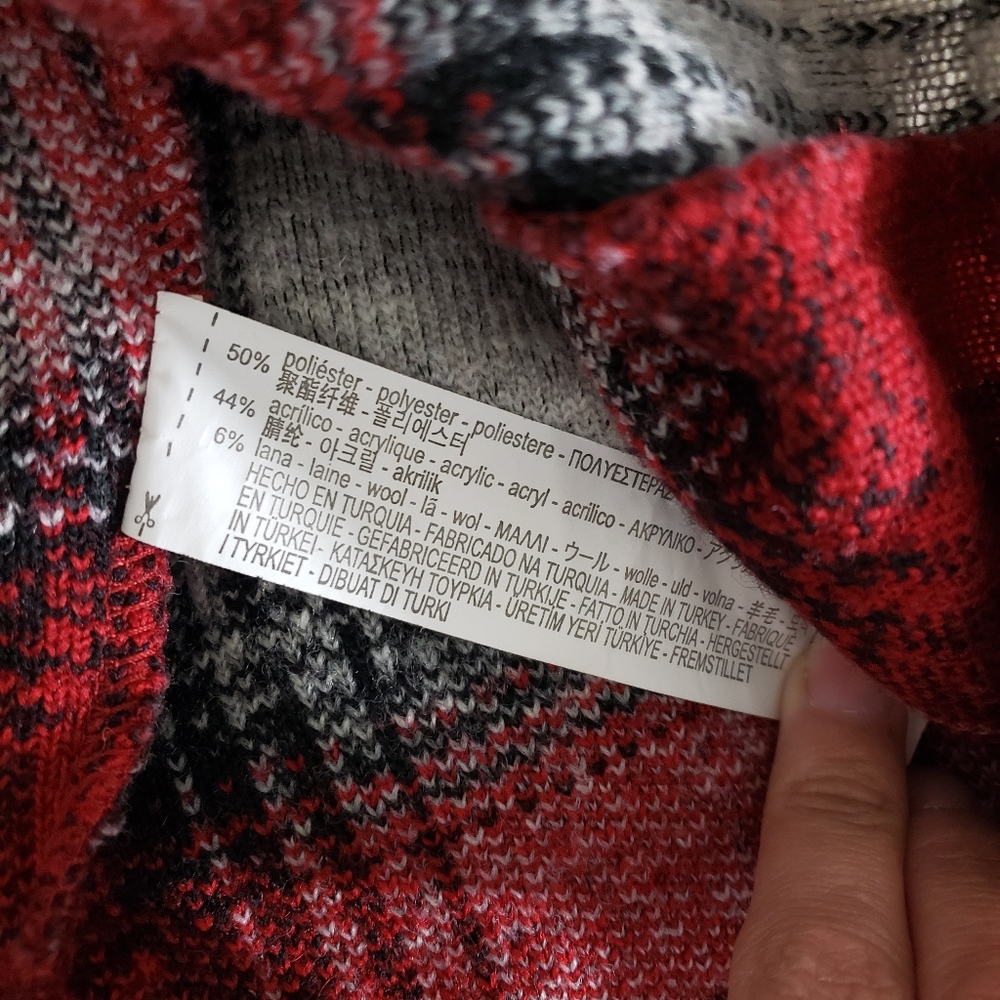 50% poliéster - polyester - poliestere - ΠΟΛΥΕΣΤΕΡΑΣ
聚酯纤维 - 폴리에스터
44% acrílico - acrylique - acrylic - acryl - acrilico - ΑΚΡΥΛΙΚΟ -
腈纶 - 아크릴 - akrilik
6% lana - laine - wool - lã - wol - ΜΑΛΛΙ - ウール - wolle - uld - volna - 羊毛 -
HECHO EN TURQUIA - FABRICADO NA TURQUIA - MADE IN TURKEY - FABRIQUÉ
EN TURQUIE - GEFABRICEERD IN TURKIJE - FATTO IN TURCHIA - HERGESTELLT
IN TÜRKEI - ΚΑΤΑΣΚΕΥΗ ΤΟΥΡΚΙΑ - ÜRETİM YERİ TÜRKİYE - FREMSTILLET
I TYRKIET - DIBUAT DI TURKI